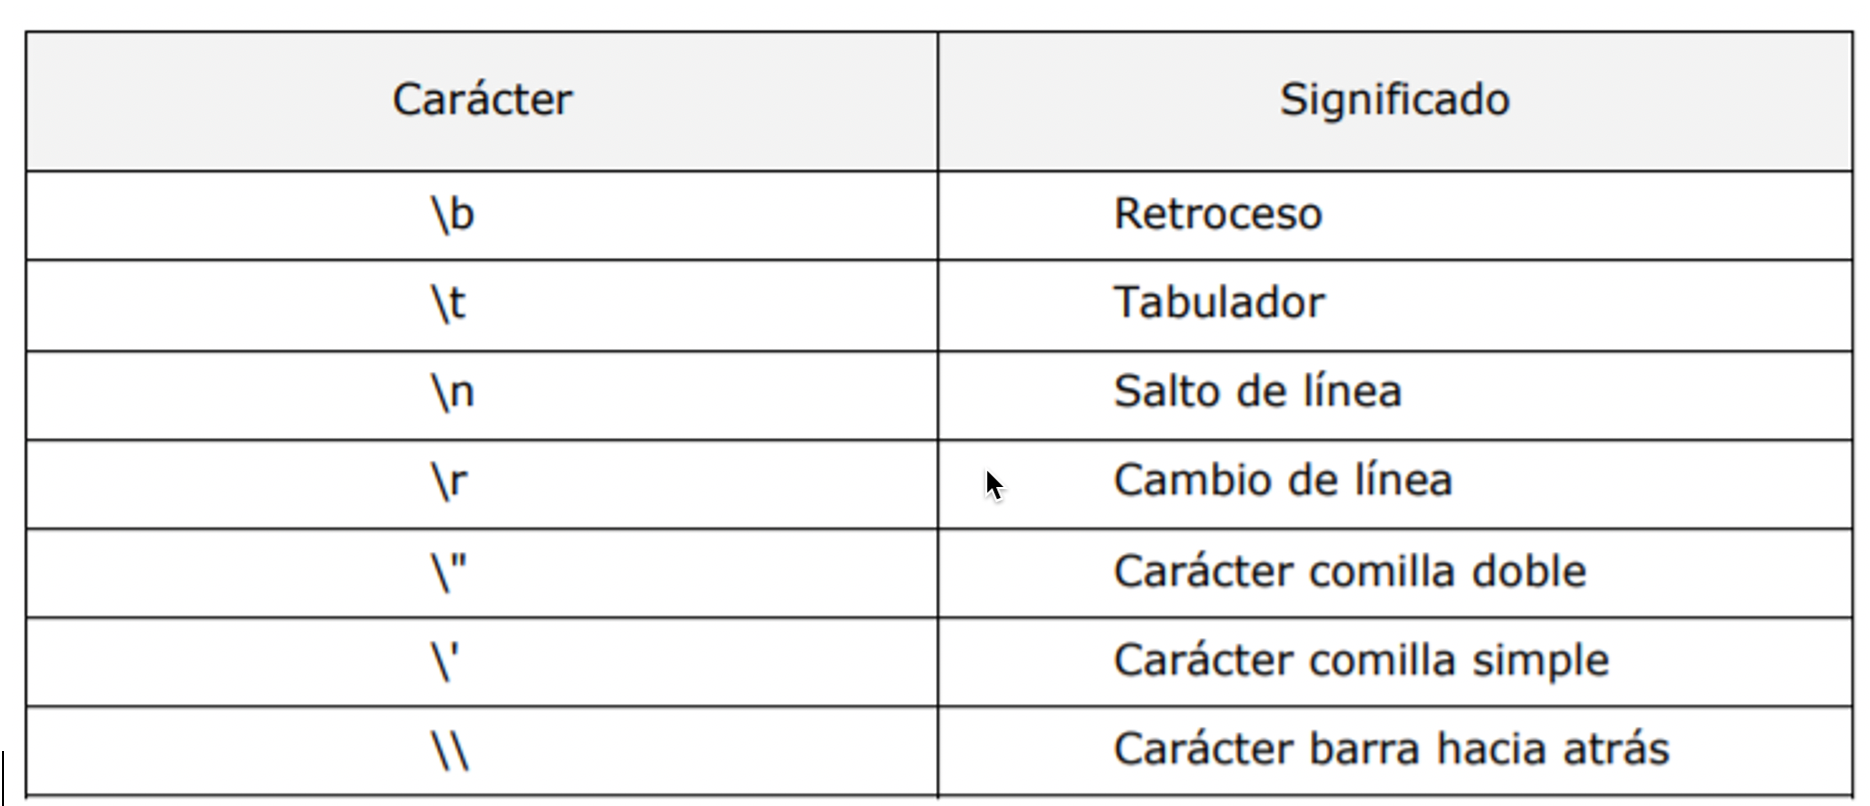 Carácter Significado
\b Retroceso
\t Tabulador
\n Salto de línea
\r Cambio de línea
\" Carácter comilla doble
\' Carácter comilla simple
\\ Carácter barra hacia atrás